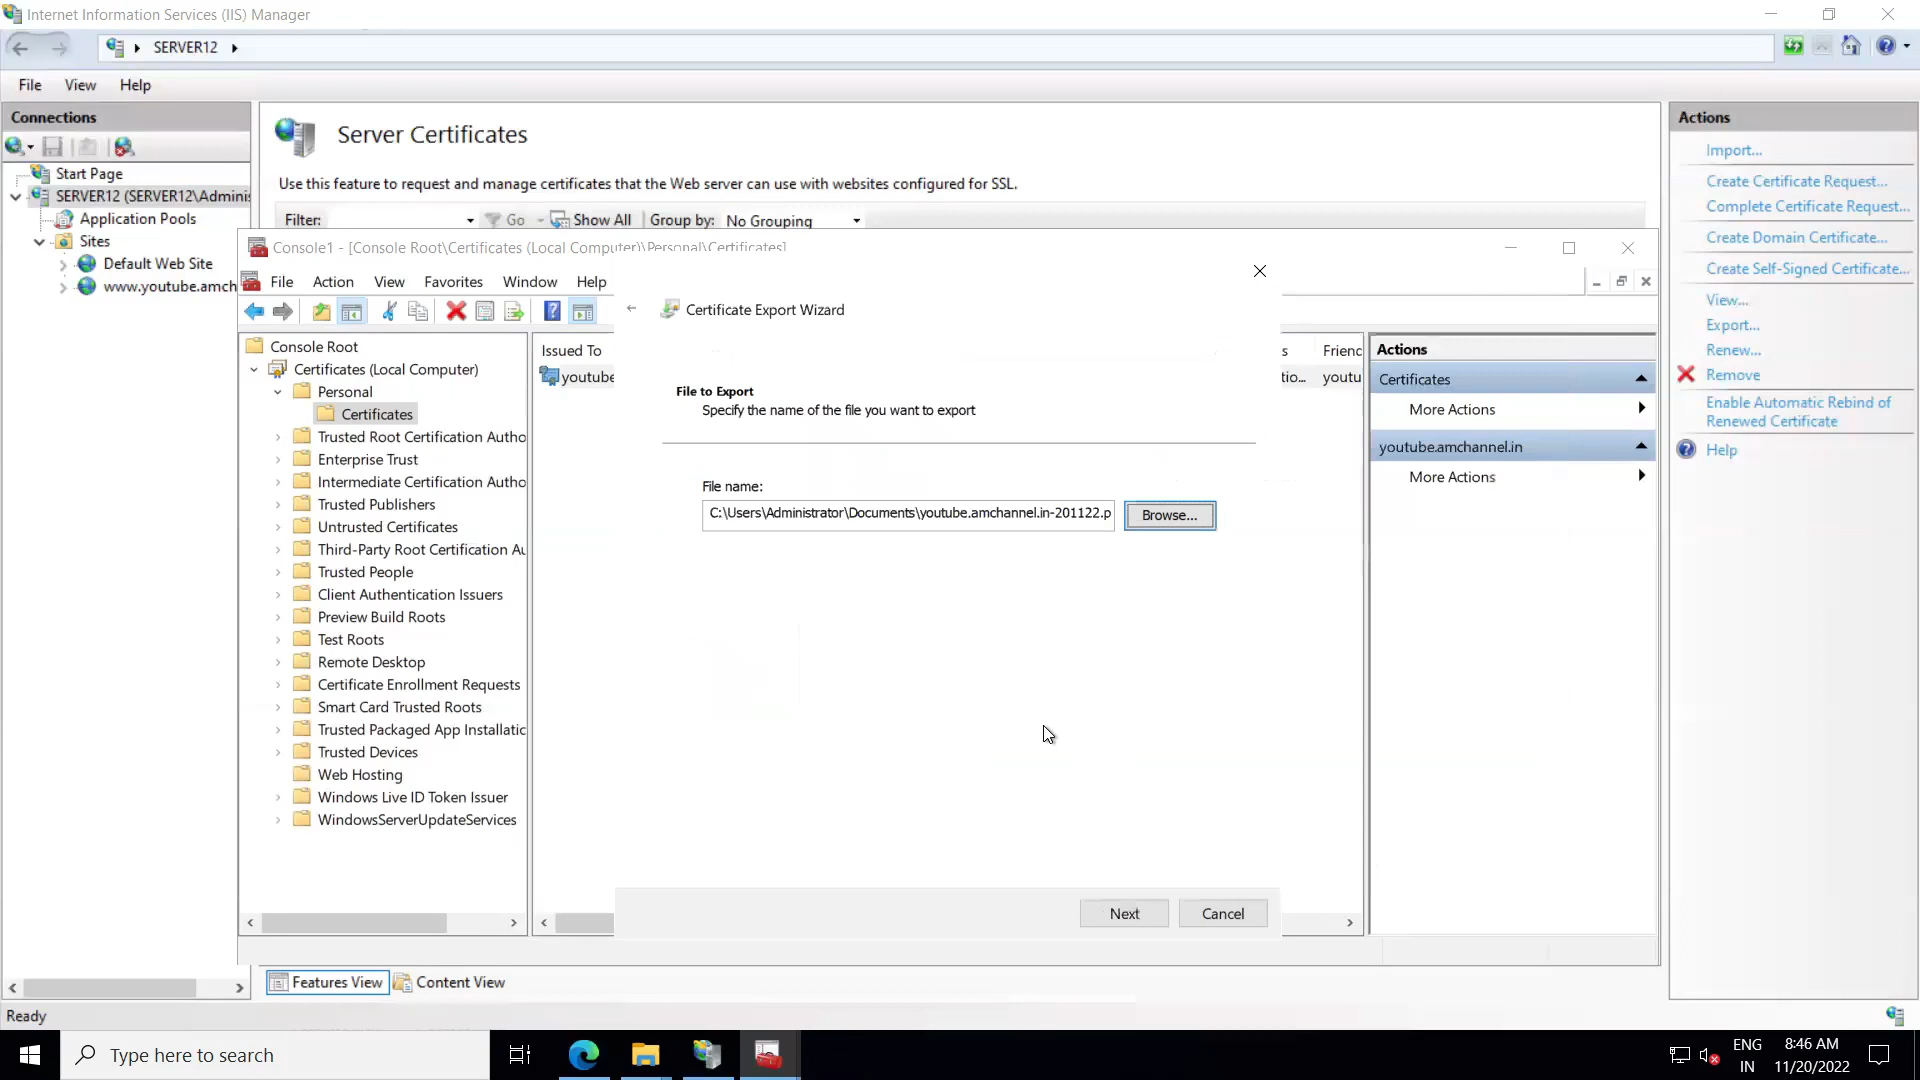 Internet Information Services (IIS) Manager
SERVER12
File View Help
Connections
Start Page
SERVER12 (SERVER12\Adminis
Application Pools
Sites
Default Web Site
www.youtube.amch
Ready
Server Certificates
Use this feature to request and manage certificates that the Web server can use with websites configured for SSL.
Filter: Go Show All Group by: No Grouping
Console1 - [Console Root\Certificates (Local Computer)\Personal\Certificates]
File Action View Favorites Window Help
Console Root
Certificates (Local Computer)
Personal
Certificates
Trusted Root Certification Autho
Enterprise Trust
Intermediate Certification Autho
Trusted Publishers
Untrusted Certificates
Third-Party Root Certification Au
Trusted People
Client Authentication Issuers
Preview Build Roots
Test Roots
Remote Desktop
Certificate Enrollment Requests
Smart Card Trusted Roots
Trusted Packaged App Installatic
Trusted Devices
Web Hosting
Windows Live ID Token Issuer
WindowsServerUpdateServices
Issued To
youtube
s Frienc
tio... youtu
Certificate Export Wizard
File to Export
Specify the name of the file you want to export
File name:
C:\Users\Administrator\Documents\youtube.amchannel.in-201122.p
Browse...
Next Cancel
Actions
Certificates
More Actions
youtube.amchannel.in
More Actions
Features View Content View
Actions
Import...
Create Certificate Request...
Complete Certificate Request...
Create Domain Certificate...
Create Self-Signed Certificate...
View...
Export...
Renew...
Remove
Enable Automatic Rebind of
Renewed Certificate
Help
Type here to search
ENG
IN
8:46 AM
11/20/2022